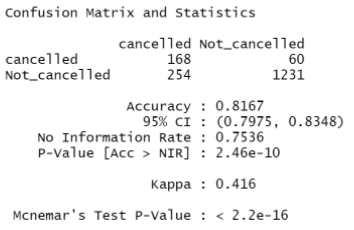 Confusion Matrix and Statistics
cancelled Not_cancelled
cancelled 168 60
Not_cancelled 254 1231
Accuracy : 0.8167
95% CI : (0.7975, 0.8348)
No Information Rate : 0.7536
P-Value [Acc > NIR] : 2.46e-10
Kappa : 0.416
Mcnemar's Test P-Value : < 2.2e-16